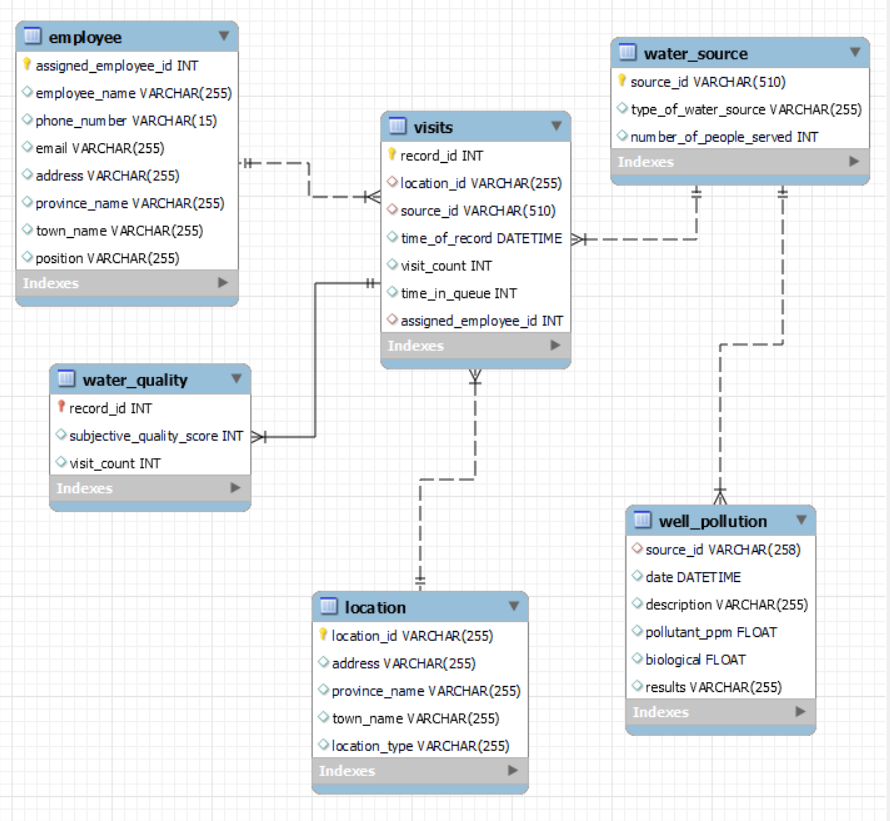 employee
assigned_employee_id INT
employee_name VARCHAR(255)
phone_number VARCHAR(15)
email VARCHAR(255)
address VARCHAR(255)
province_name VARCHAR(255)
town_name VARCHAR(255)
position VARCHAR(255)
Indexes
visits
record_id INT
location_id VARCHAR(255)
source_id VARCHAR(510)
time_of_record DATETIME
visit_count INT
time_in_queue INT
assigned_employee_id INT
Indexes
water_source
source_id VARCHAR(510)
type_of_water_source VARCHAR(255)
number_of_people_served INT
Indexes
water_quality
record_id INT
subjective_quality_score INT
visit_count INT
Indexes
location
location_id VARCHAR(255)
address VARCHAR(255)
province_name VARCHAR(255)
town_name VARCHAR(255)
location_type VARCHAR(255)
Indexes
well_pollution
source_id VARCHAR(258)
date DATETIME
description VARCHAR(255)
pollutant_ppm FLOAT
biological FLOAT
results VARCHAR(255)
Indexes